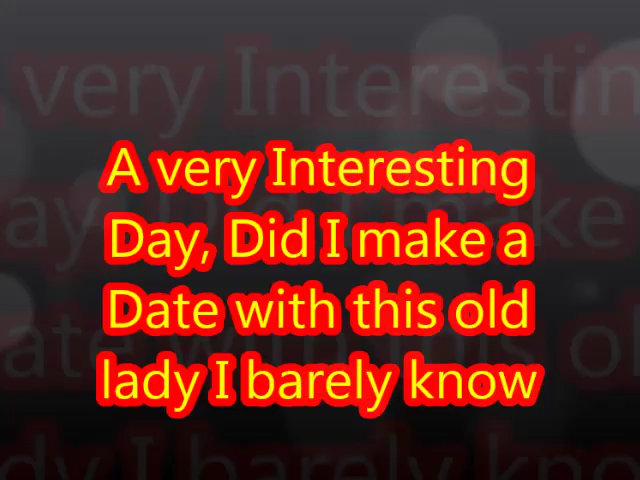 A very Interesting
Day, Did I make a
Date with this old
lady I barely know